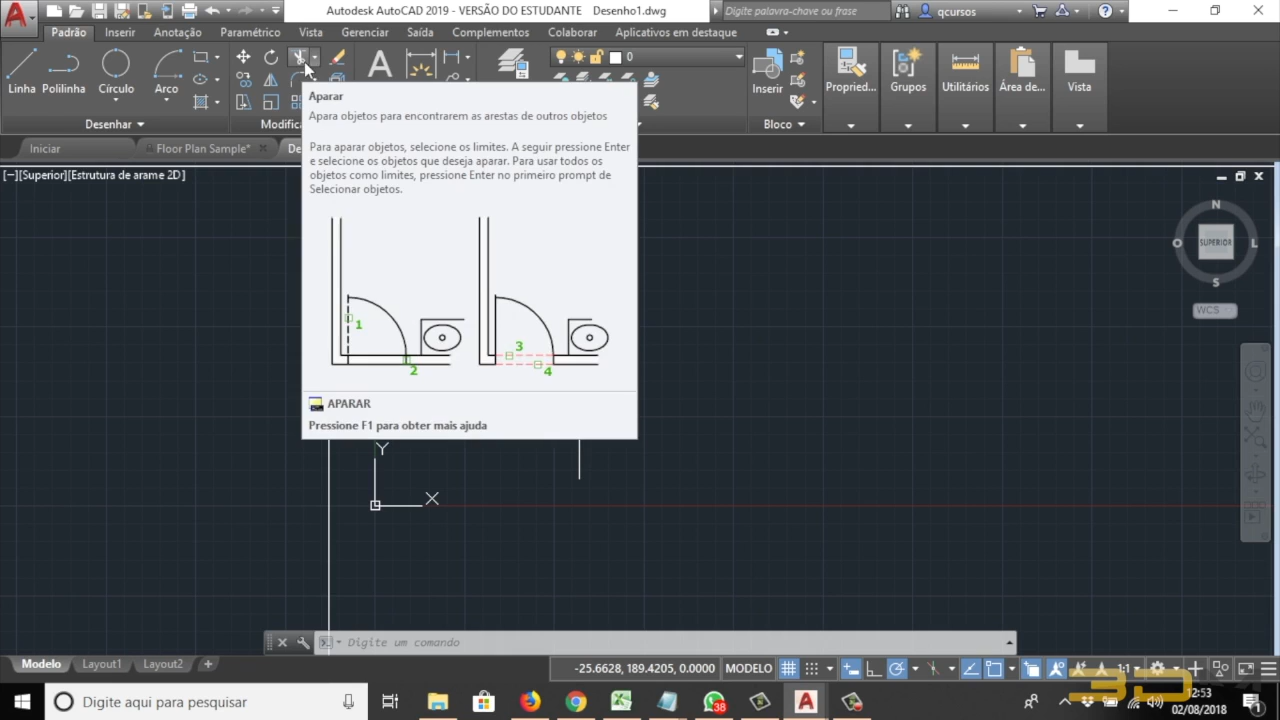 Autodesk AutoCAD 2019 - VERSÃO DO ESTUDANTE Desenho1.dwg
Digite palavra-chave ou frase
qcursos
Padrão Inserir Anotação Paramétrico Vista Gerenciar Saída Complementos Colaborar Aplicativos em destaque
0
Linha Polilinha Círculo Arco Inserir Propried... Grupos Utilitários Área de... Vista
Desenhar Bloco
Iniciar Floor Plan Sample*
[−][Superior][Estrutura de arame 2D]
Aparar
Apara objetos para encontrarem as arestas de outros objetos
Para aparar objetos, selecione os limites. A seguir pressione Enter
e selecione os objetos que deseja aparar. Para usar todos os
objetos como limites, pressione Enter no primeiro prompt de
Selecionar objetos.
1
2
3
4
APARAR
Pressione F1 para obter mais ajuda
N
O SUPERIOR L
S
WCS
Y
X
Digite um comando
Modelo Layout1 Layout2 +
-25.6628, 189.4205, 0.0000 MODELO
1:1
Digite aqui para pesquisar
38
3D
02/08/2018
1